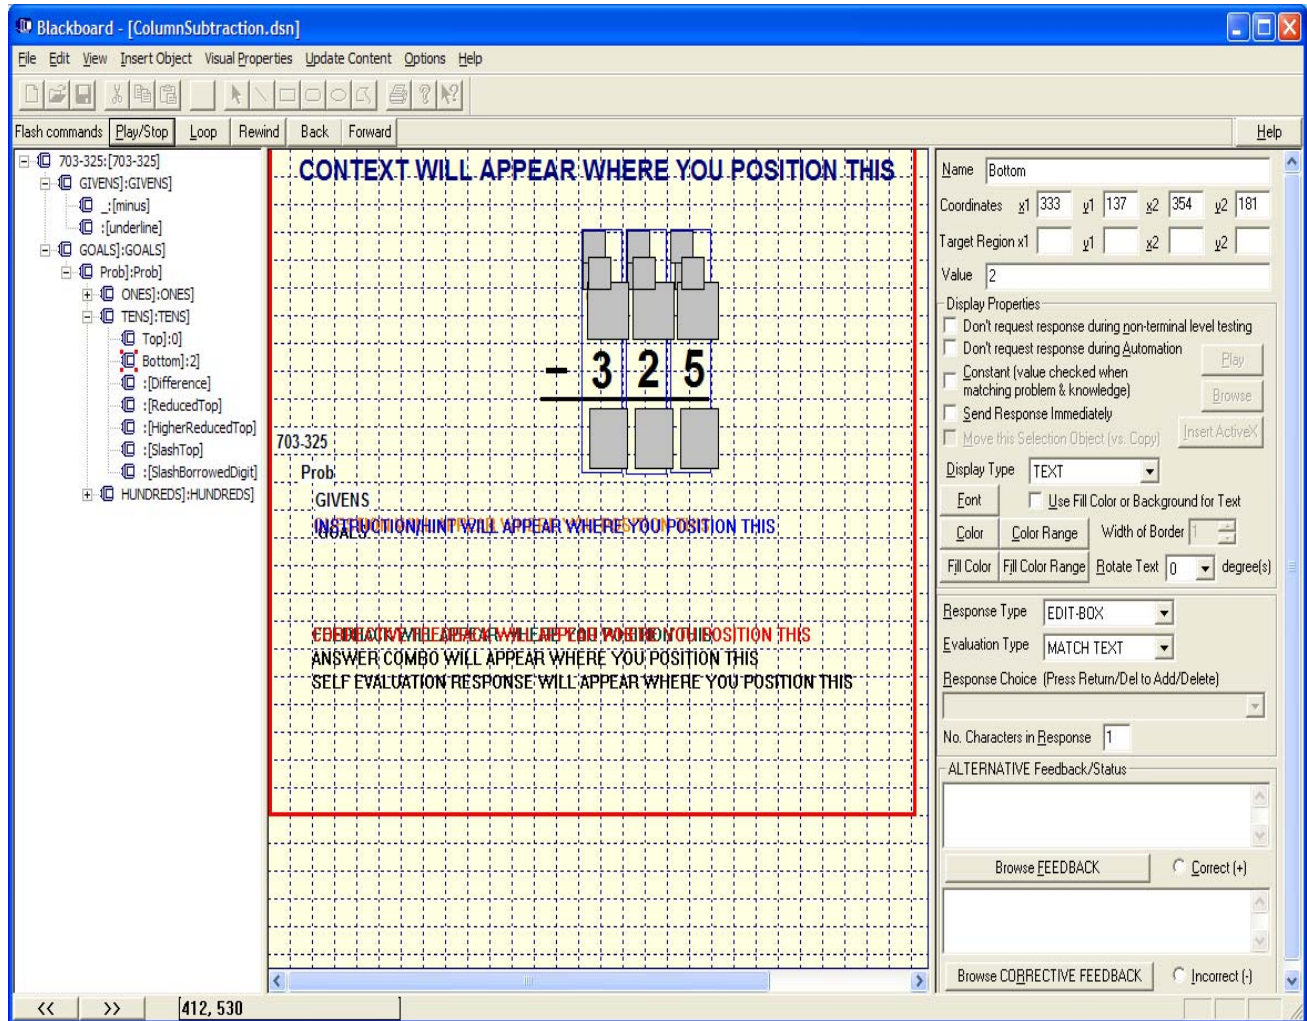 Blackboard - [ColumnSubtraction.dsn]
File Edit View Insert Object Visual Properties Update Content Options Help
Flash commands Play/Stop Loop Rewind Back Forward Help
703-325:[703-325]
GIVENS]:GIVENS]
_:[minus]
:[underline]
GOALS]:GOALS]
Prob]:Prob]
ONES]:ONES]
TENS]:TENS]
Top]:0]
Bottom]:2]
:[Difference]
:[ReducedTop]
:[HigherReducedTop]
:[SlashTop]
:[SlashBorrowedDigit]
HUNDREDS]:HUNDREDS]
CONTEXT WILL APPEAR WHERE YOU POSITION THIS
- 3 2 5
703-325
Prob
GIVENS
INSTRUCTION/HINT WILL APPEAR WHERE YOU POSITION THIS
GOALS
ANSWER COMBO WILL APPEAR WHERE YOU POSITION THIS
SELF EVALUATION RESPONSE WILL APPEAR WHERE YOU POSITION THIS
Name Bottom
Coordinates x1 333 y1 137 x2 354 y2 181
Target Region x1 y1 x2 y2
Value 2
Display Properties
Don't request response during non-terminal level testing
Don't request response during Automation
Play
Constant (value checked when
matching problem & knowledge)
Browse
Send Response Immediately
Move this Selection Object (vs. Copy)
Insert ActiveX
Display Type TEXT
Font Use Fill Color or Background for Text
Color Color Range Width of Border 1
Fill Color Fill Color Range Rotate Text 0 degree(s)
Response Type EDIT-BOX
Evaluation Type MATCH TEXT
Response Choice (Press Return/Del to Add/Delete)
No. Characters in Response 1
ALTERNATIVE Feedback/Status
Browse FEEDBACK Correct (+)
Browse CORRECTIVE FEEDBACK Incorrect (-)
<< >> 412, 530